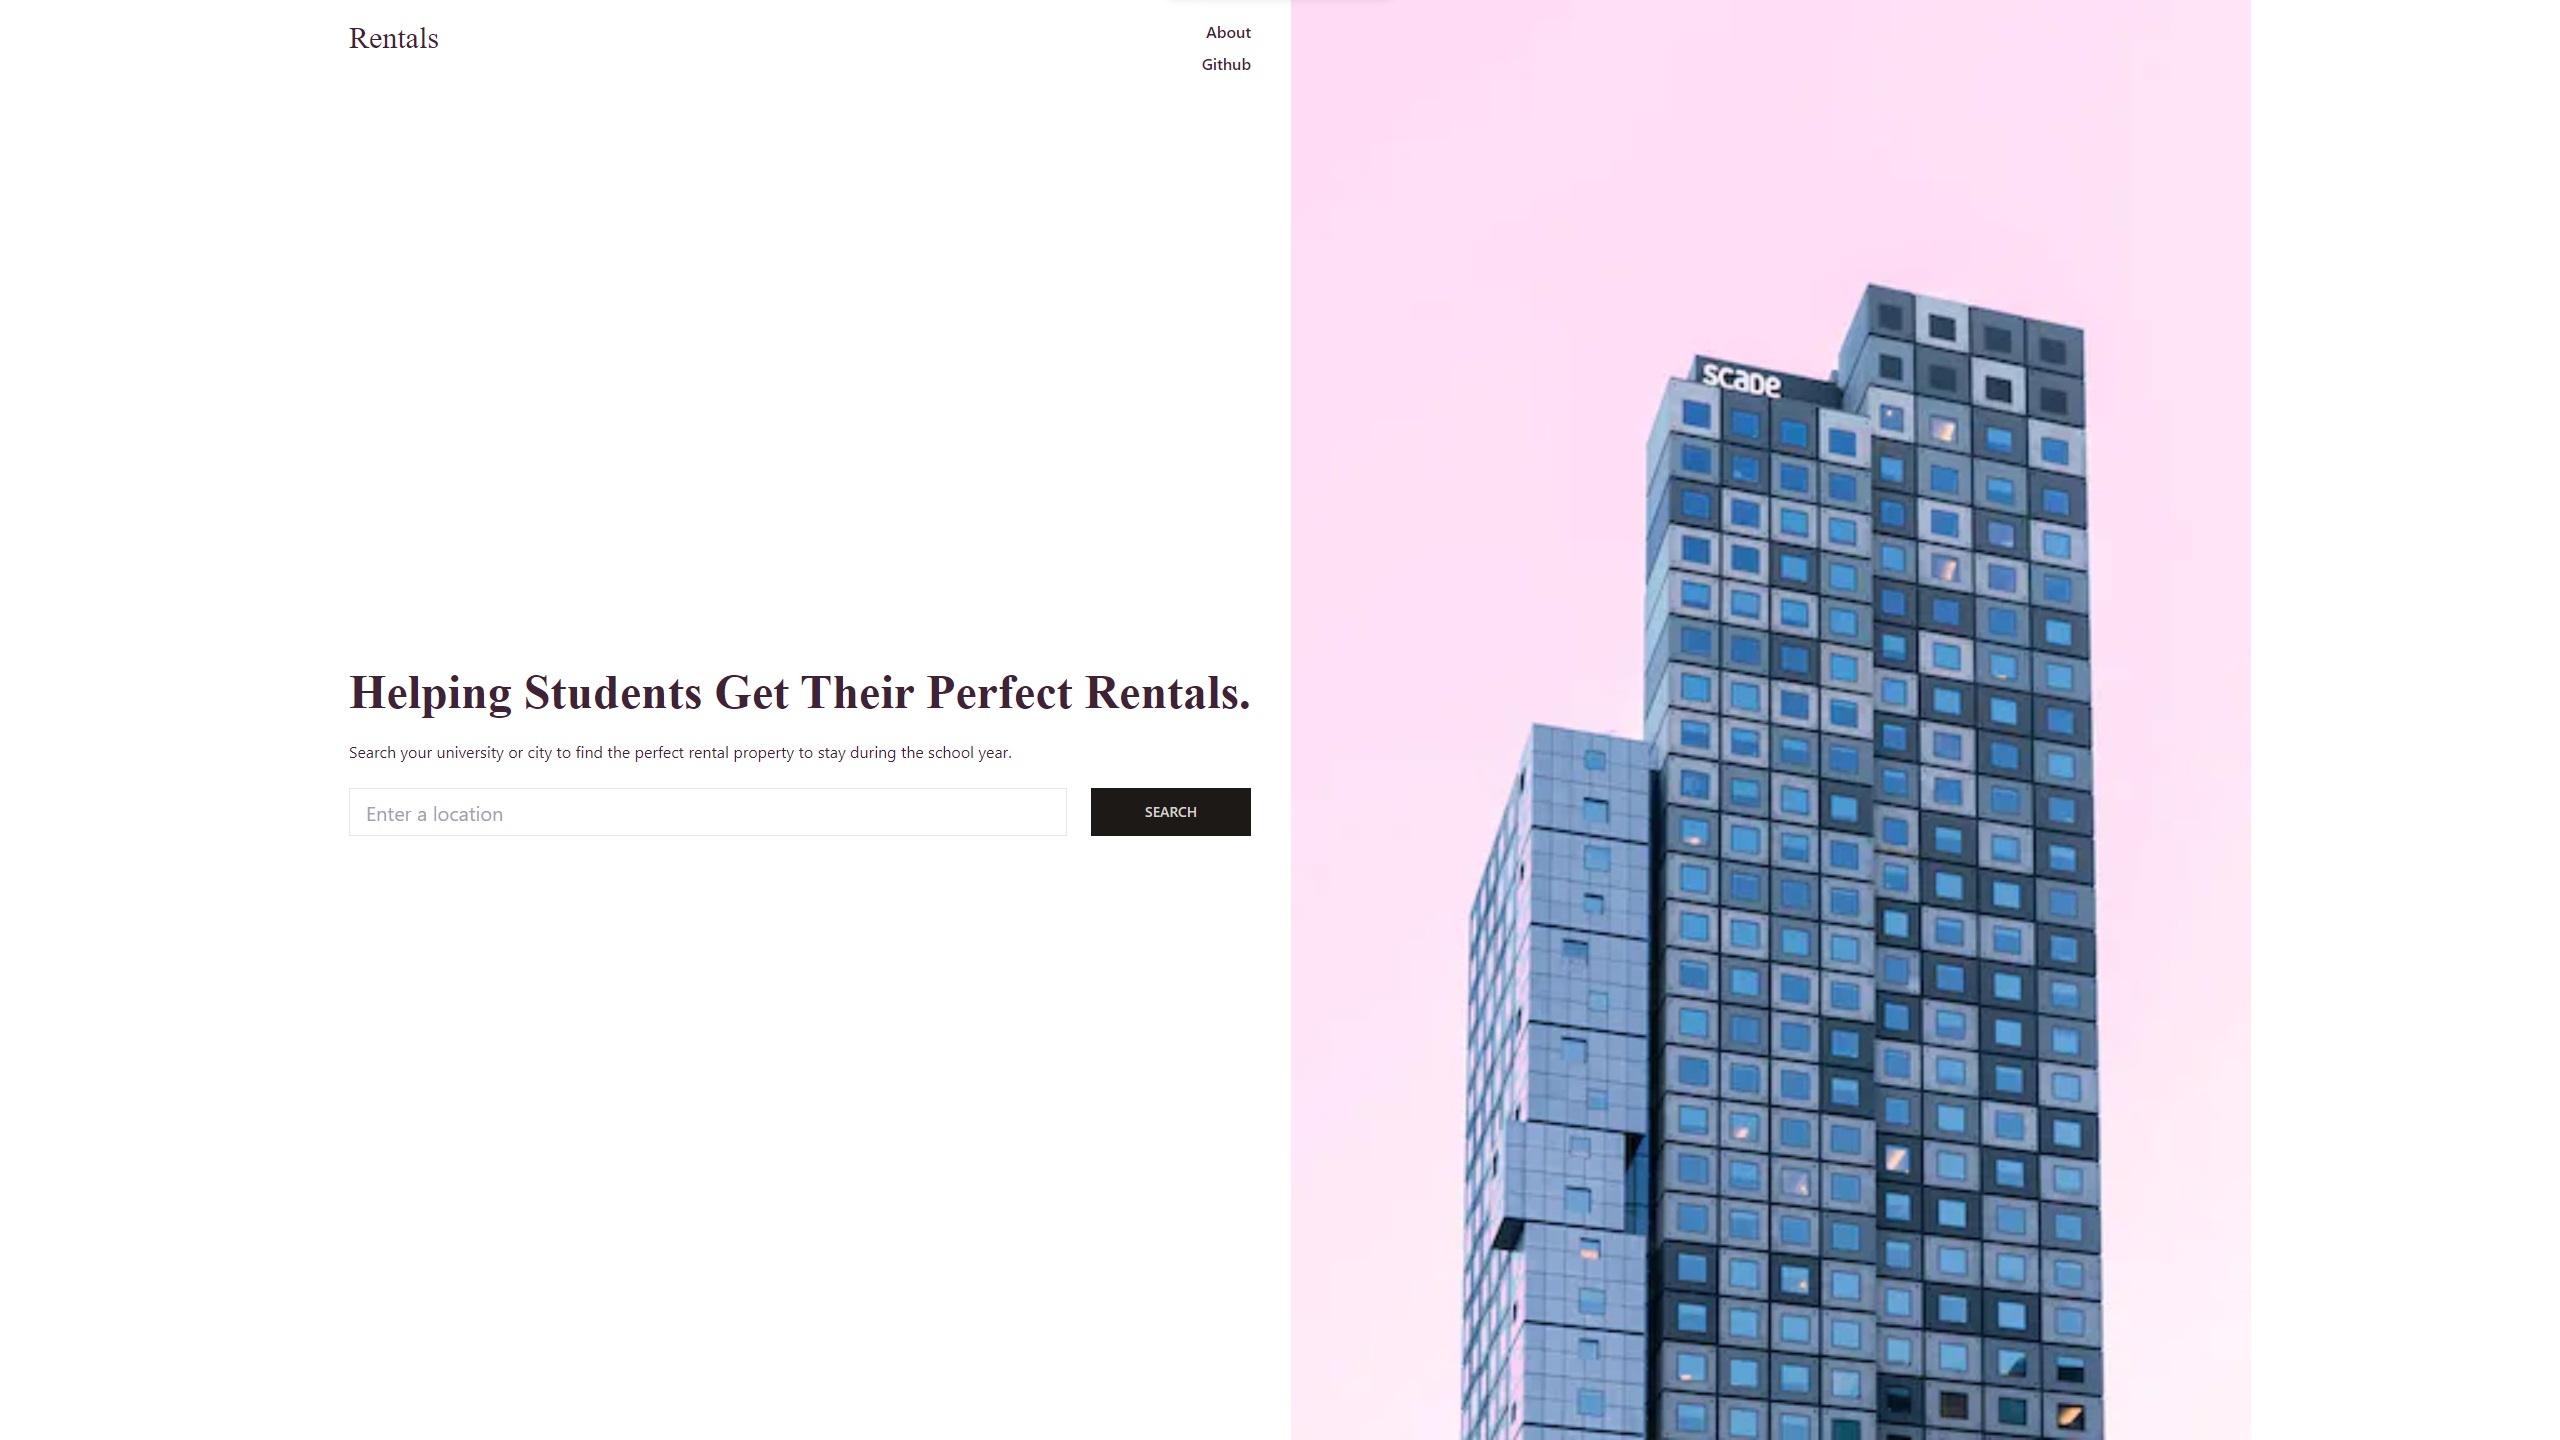 Rentals
About
Github
Helping Students Get Their Perfect Rentals.
Search your university or city to find the perfect rental property to stay during the school year.
Enter a location
SEARCH
scaDe